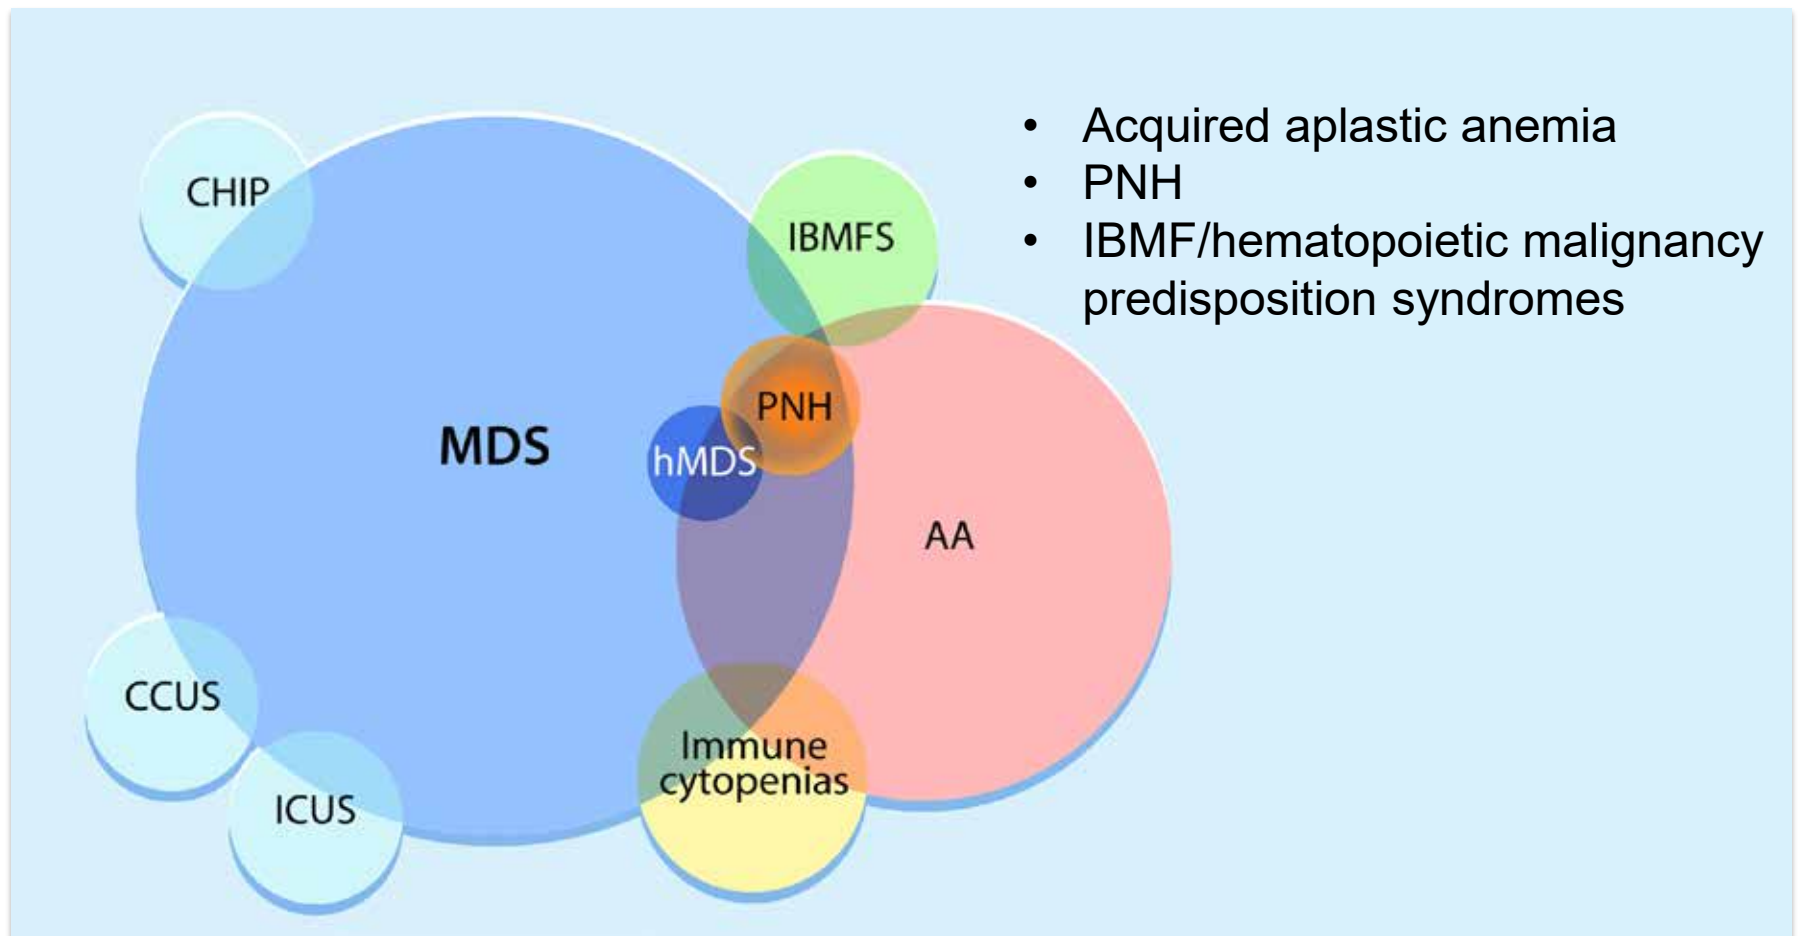 • Acquired aplastic anemia
• PNH
• IBMF/hematopoietic malignancy
predisposition syndromes
CHIP
IBMFS
PNH
MDS
hMDS
AA
CCUS
Immune
cytopenias
ICUS